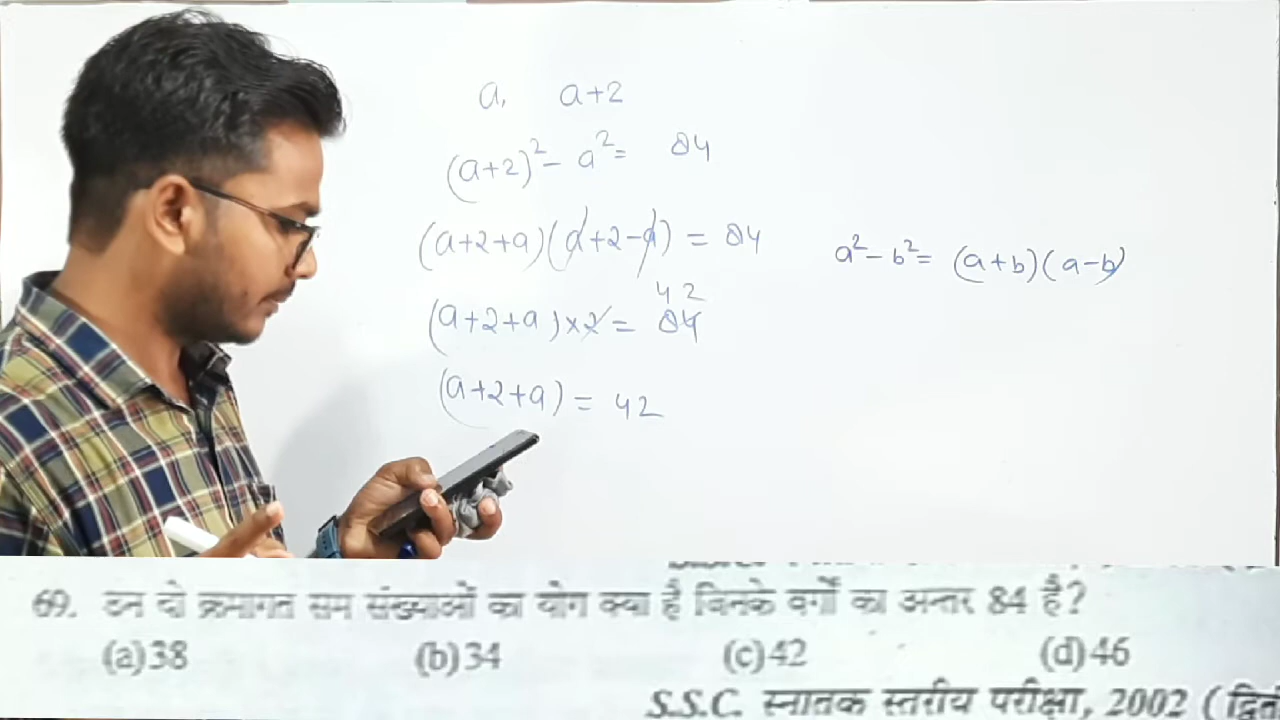 a, a+2
(a+2)² - a² = 84
(a+2+a)(a+2-a) = 84
a² - b² = (a+b)(a-b)
42
(a+2+a)×2 = 84
(a+2+a) = 42
69. उन दो क्रमागत सम संख्याओं का योग क्या है जिनके वर्गों का अन्तर 84 है?
(a)38 (b)34 (c)42 (d)46
S.S.C. स्नातक स्तरीय परीक्षा, 2002 (